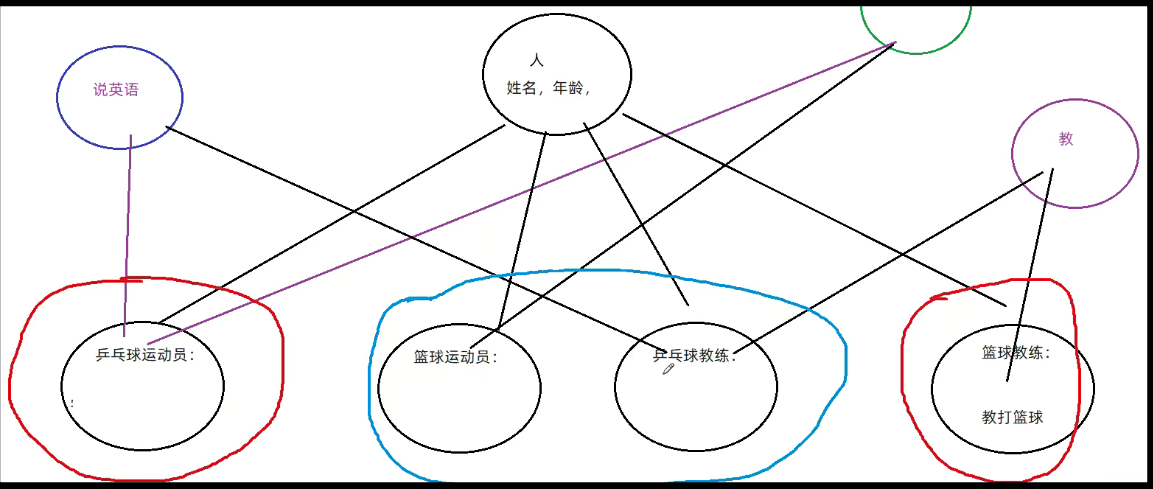 说英语
人
姓名，年龄，
教
乒乓球运动员：
篮球运动员：
乒乓球教练：
篮球教练：
教打篮球